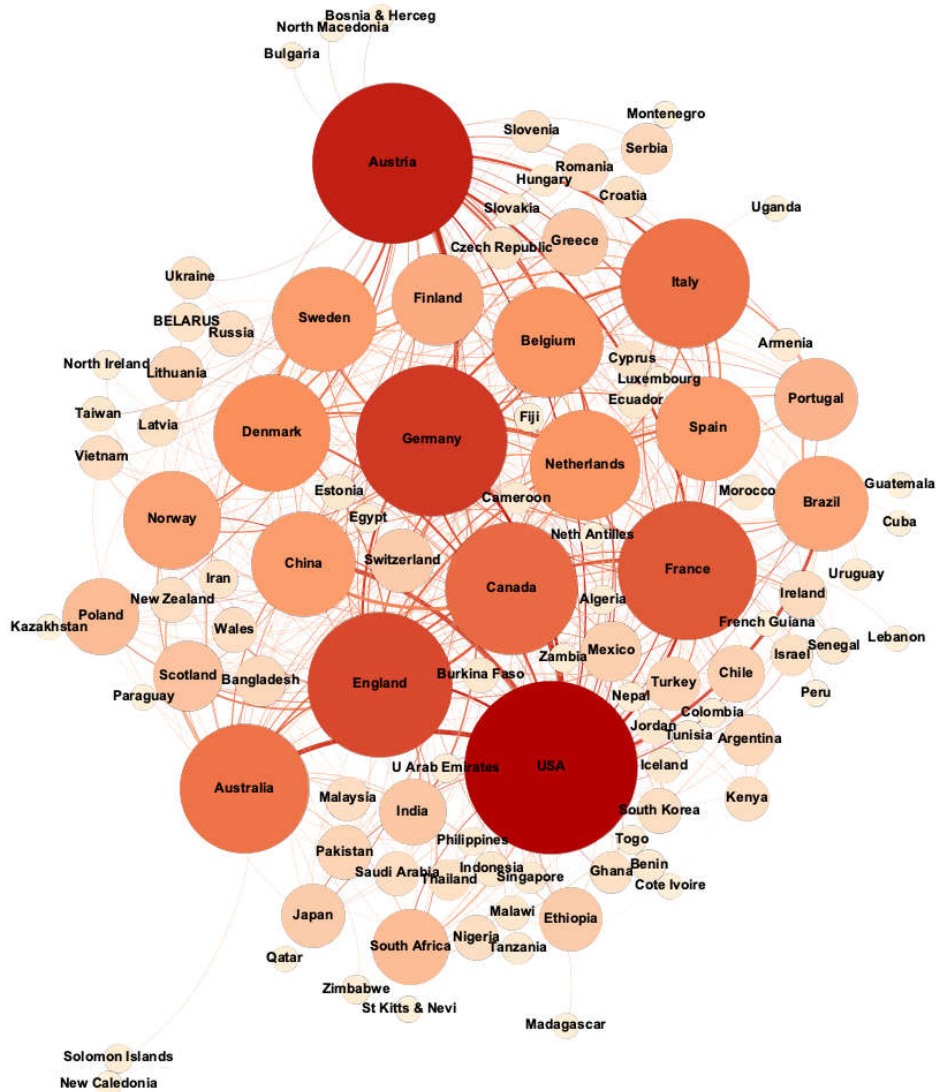 Bosnia & Herceg
North Macedonia
Bulgaria
Montenegro
Slovenia
Serbia
Austria
Romania
Hungary
Croatia
Slovakia
Uganda
Greece
Czech Republic
Ukraine
Italy
Finland
Sweden
BELARUS
Russia
Belgium
Armenia
Cyprus
North Ireland
Lithuania
Luxembourg
Ecuador
Portugal
Taiwan
Fiji
Latvia
Denmark
Germany
Spain
Vietnam
Netherlands
Guatemala
Estonia
Morocco
Cameroon
Brazil
Egypt
Norway
Cuba
Neth Antilles
Switzerland
China
France
Iran
Uruguay
Canada
Ireland
New Zealand
Algeria
Poland
Kazakhstan
French Guiana
Wales
Lebanon
Senegal
Mexico
Israel
Zambia
Scotland
Burkina Faso
Chile
Bangladesh
England
Turkey
Paraguay
Nepal
Peru
Colombia
Jordan
Tunisia
Argentina
U Arab Emirates
USA
Iceland
Australia
Malaysia
Kenya
India
South Korea
Philippines
Togo
Pakistan
Benin
Saudi Arabia
Indonesia
Ghana
Thailand
Singapore
Cote Ivoire
Malawi
Japan
Ethiopia
Nigeria
South Africa
Tanzania
Qatar
Zimbabwe
St Kitts & Nevi
Madagascar
Solomon Islands
New Caledonia